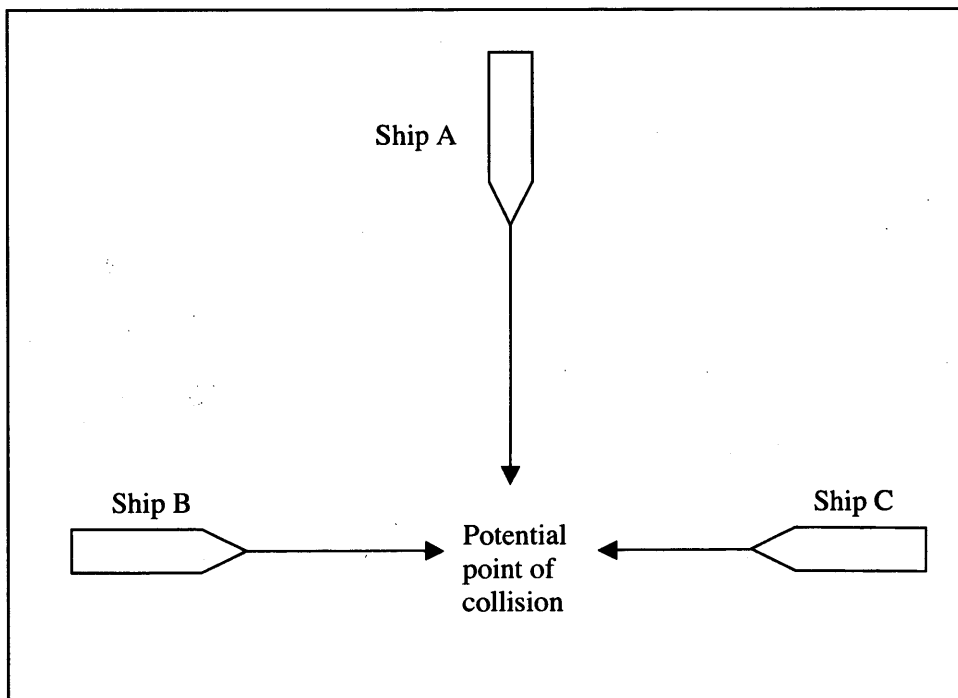 Ship A
Ship B
Ship C
Potential
point of
collision